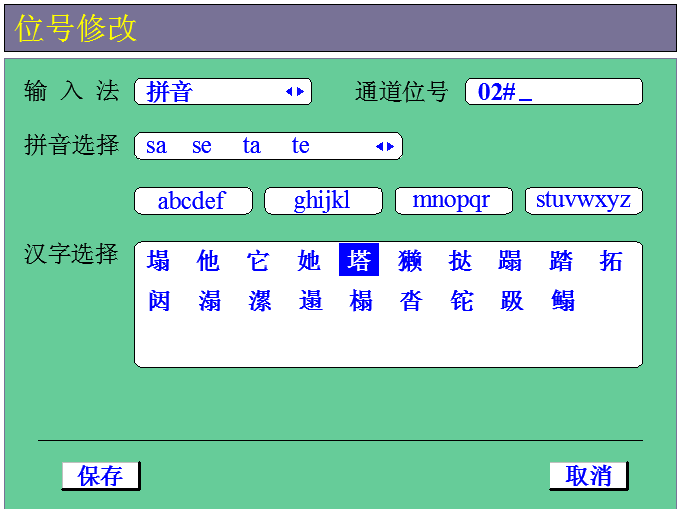 位号修改
输 入 法 拼音 通道位号 02#_
拼音选择 sa se ta te
abcdef ghijkl mnopqr stuvwxyz
汉字选择 塌 他 它 她 塔 獭 挞 蹋 踏 拓
闼 溻 漯 遢 榻 沓 铊 趿 鳎
保存 取消